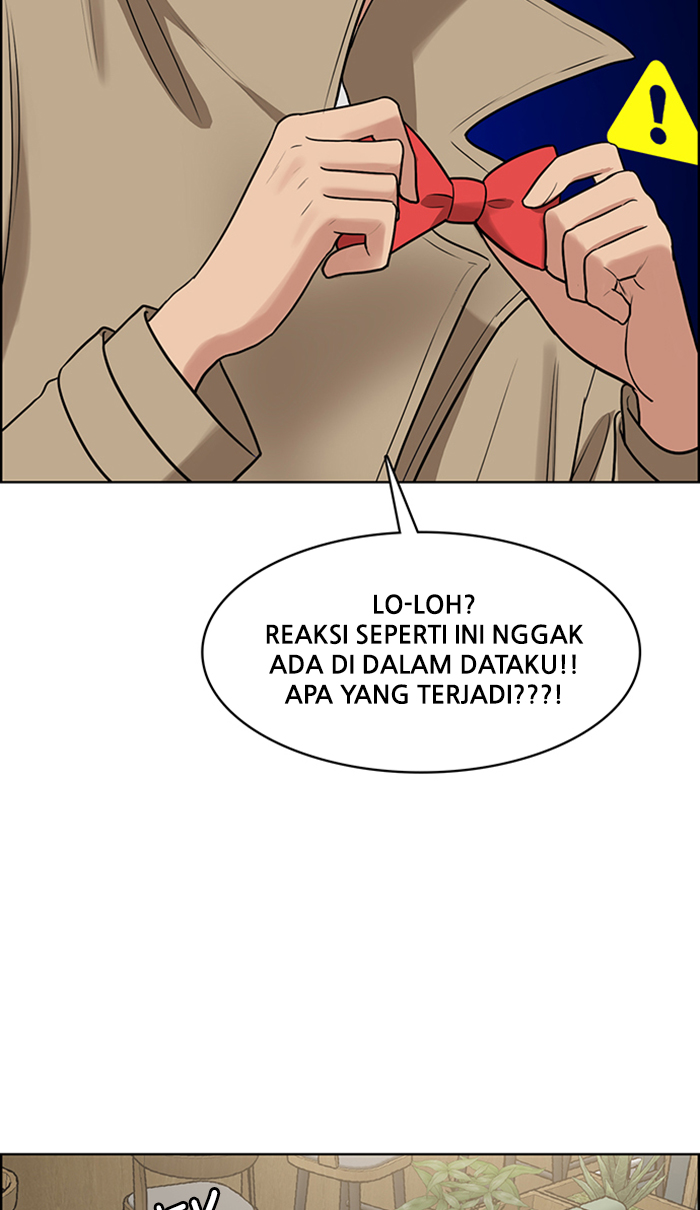 LO-LOH?
REAKSI SEPERTI INI NGGAK
ADA DI DALAM DATAKU!!
APA YANG TERJADI???!